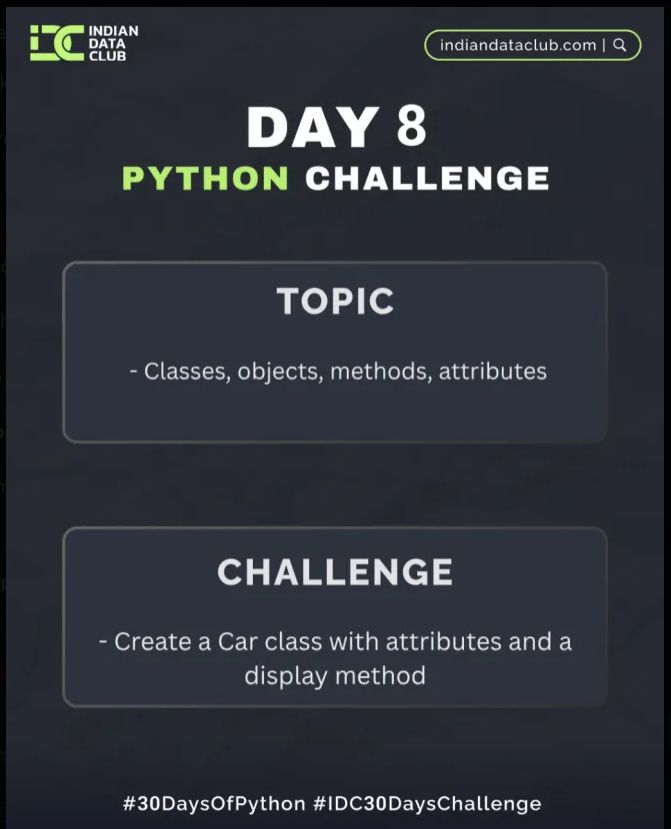 INDIAN
DATA
CLUB
indiandataclub.com |
DAY 8
PYTHON CHALLENGE
TOPIC
- Classes, objects, methods, attributes
CHALLENGE
- Create a Car class with attributes and a
display method
#30DaysOfPython #IDC30DaysChallenge